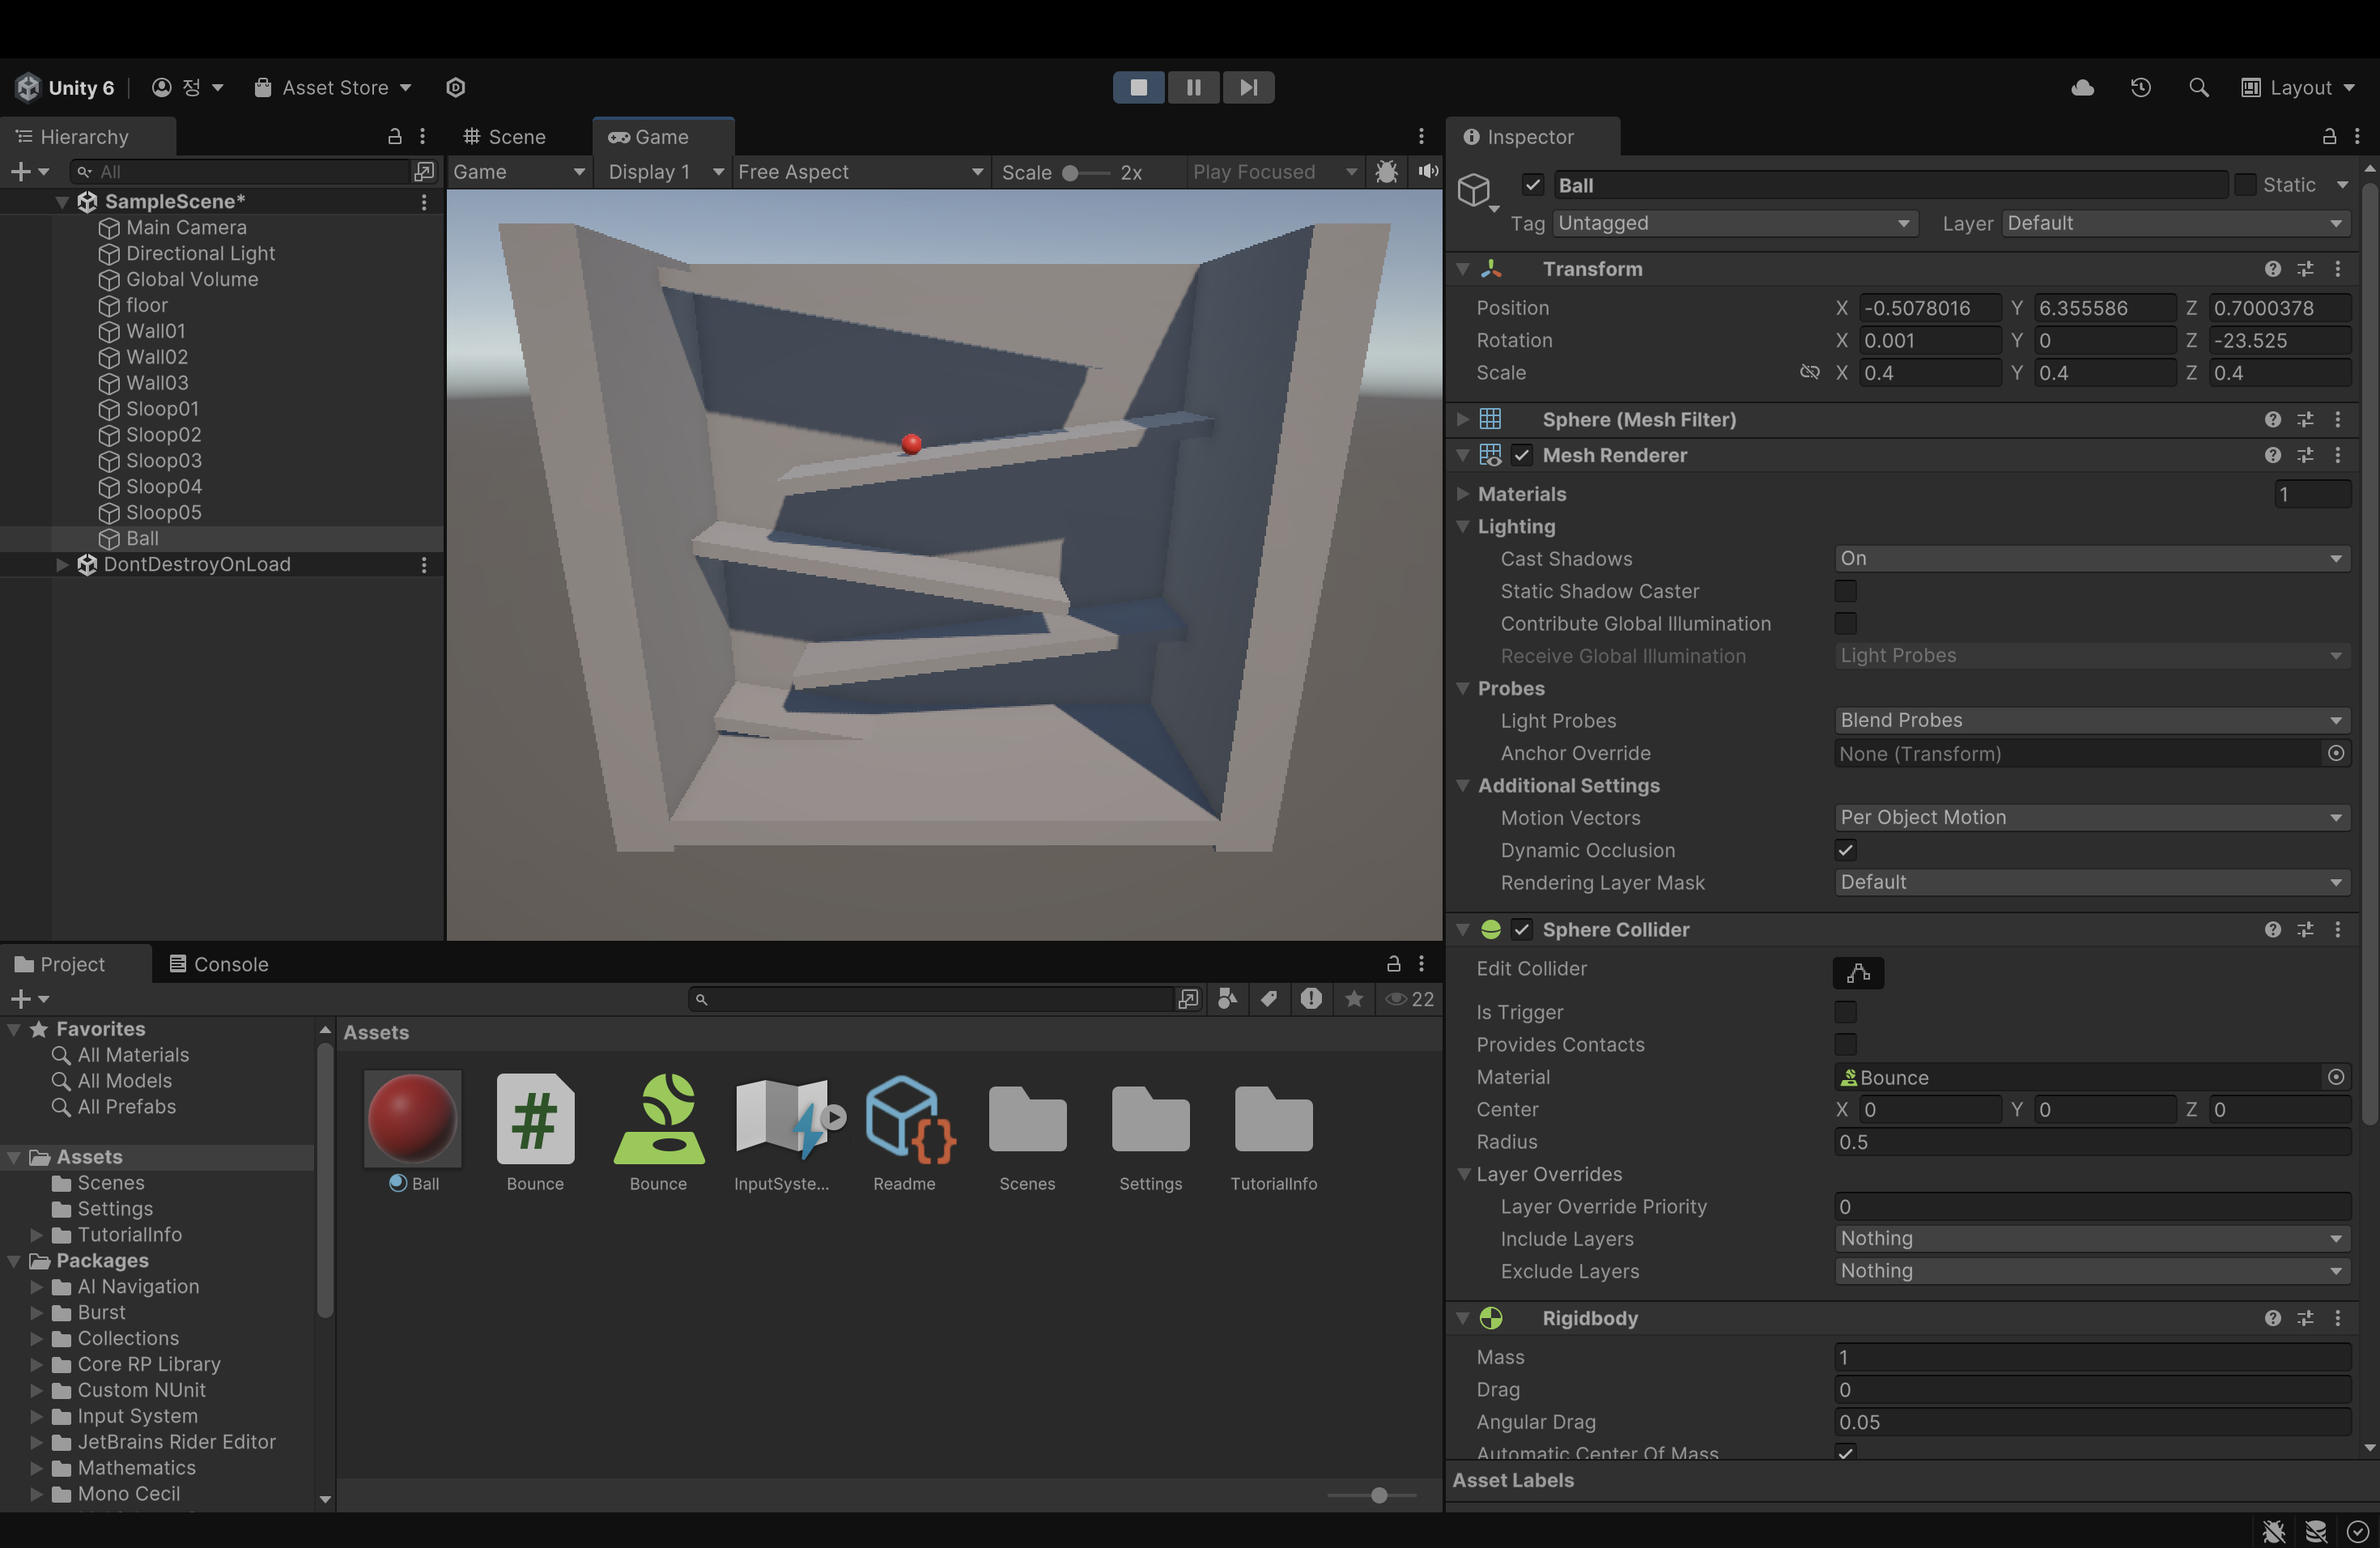 Unity 6
정
Asset Store
Layout
Hierarchy
All
SampleScene*
Main Camera
Directional Light
Global Volume
floor
Wall01
Wall02
Wall03
Sloop01
Sloop02
Sloop03
Sloop04
Sloop05
Ball
DontDestroyOnLoad
Scene
Game
Game
Display 1
Free Aspect
Scale
2x
Play Focused
Inspector
Ball
Static
Tag Untagged
Layer Default
Transform
Position X -0.5078016 Y 6.355586 Z 0.7000378
Rotation X 0.001 Y 0 Z -23.525
Scale X 0.4 Y 0.4 Z 0.4
Sphere (Mesh Filter)
Mesh Renderer
Materials 1
Lighting
Cast Shadows On
Static Shadow Caster
Contribute Global Illumination
Receive Global Illumination Light Probes
Probes
Light Probes Blend Probes
Anchor Override None (Transform)
Additional Settings
Motion Vectors Per Object Motion
Dynamic Occlusion
Rendering Layer Mask Default
Sphere Collider
Edit Collider
Is Trigger
Provides Contacts
Material Bounce
Center X 0 Y 0 Z 0
Radius 0.5
Layer Overrides
Layer Override Priority 0
Include Layers Nothing
Exclude Layers Nothing
Rigidbody
Mass 1
Drag 0
Angular Drag 0.05
Automatic Center Of Mass
Asset Labels
Project
Console
22
Favorites
All Materials
All Models
All Prefabs
Assets
Scenes
Settings
TutorialInfo
Packages
AI Navigation
Burst
Collections
Core RP Library
Custom NUnit
Input System
JetBrains Rider Editor
Mathematics
Mono Cecil
Assets
Ball
Bounce
Bounce
InputSyste...
Readme
Scenes
Settings
TutorialInfo